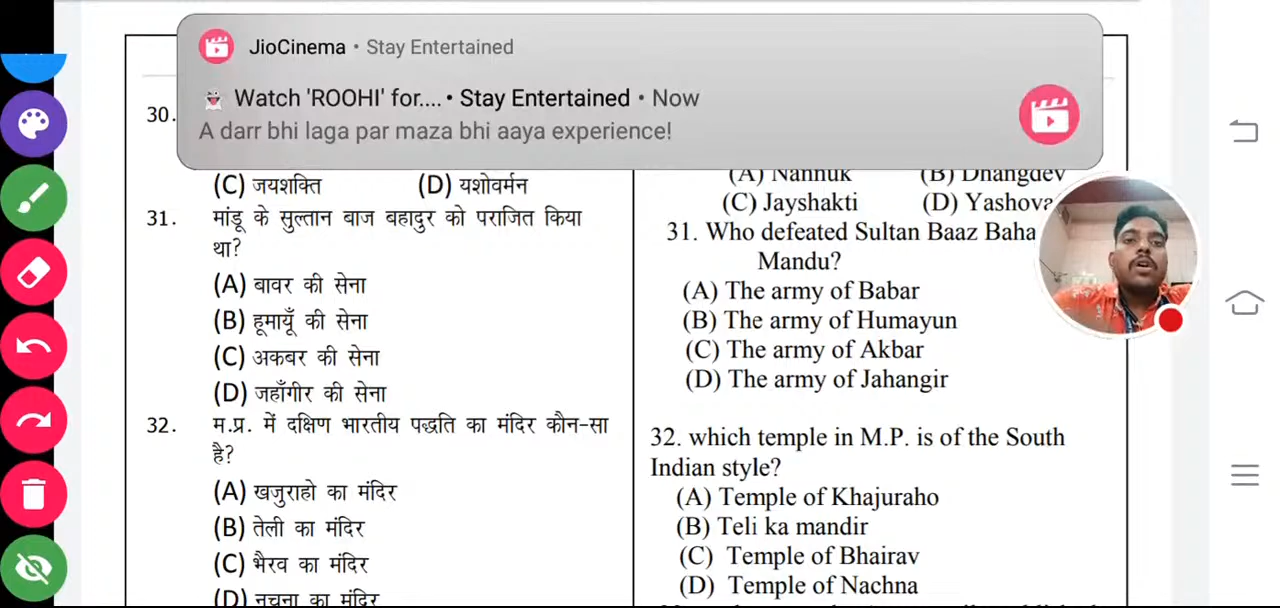 JioCinema • Stay Entertained
👻 Watch 'ROOHI' for.... • Stay Entertained • Now
A darr bhi laga par maza bhi aaya experience!
30.
(C) जयशक्ति (D) यशोवर्मन
31. मांडू के सुल्तान बाज बहादुर को पराजित किया
था?
(A) बावर की सेना
(B) हूमायूँ की सेना
(C) अकबर की सेना
(D) जहाँगीर की सेना
32. म.प्र. में दक्षिण भारतीय पद्धति का मंदिर कौन-सा
है?
(A) खजुराहो का मंदिर
(B) तेली का मंदिर
(C) भैरव का मंदिर
(D) नचना का मंदिर
(A) Nannuk (B) Dhangdev
(C) Jayshakti (D) Yashova
31. Who defeated Sultan Baaz Baha
Mandu?
(A) The army of Babar
(B) The army of Humayun
(C) The army of Akbar
(D) The army of Jahangir
32. which temple in M.P. is of the South
Indian style?
(A) Temple of Khajuraho
(B) Teli ka mandir
(C) Temple of Bhairav
(D) Temple of Nachna